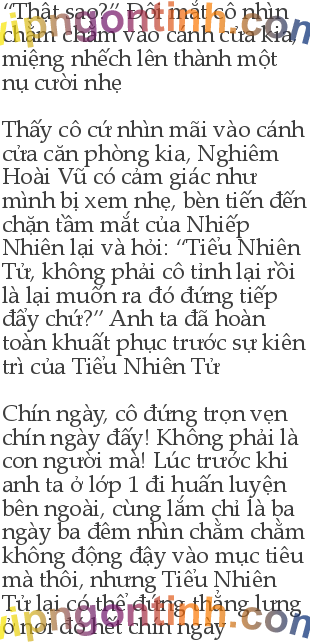 “Thật sao?” Đôi mắt cô nhìn
chằm chằm vào cánh cửa kia,
miệng nhếch lên thành một
nụ cười nhẹ
Thấy cô cứ nhìn mãi vào cánh
cửa căn phòng kia, Nghiêm
Hoài Vũ có cảm giác như
mình bị xem nhẹ, bèn tiến đến
chặn tầm mắt của Nhiếp
Nhiên lại và hỏi: “Tiểu Nhiên
Tử, không phải cô tỉnh lại rồi
là lại muốn ra đó đứng tiếp
đấy chứ?” Anh ta đã hoàn
toàn khuất phục trước sự kiên
trì của Tiểu Nhiên Tử
Chín ngày, cô đứng trọn vẹn
chín ngày đấy! Không phải là
con người mà! Lúc trước khi
anh ta ở lớp 1 đi huấn luyện
bên ngoài, cùng lắm chỉ là ba
ngày ba đêm nhìn chằm chằm
không động đậy vào mục tiêu
mà thôi, nhưng Tiểu Nhiên
Tử lại có thể đứng thẳng lưng
ở nơi đó hết chín ngày
vipngontinh.com
vipngontinh.com